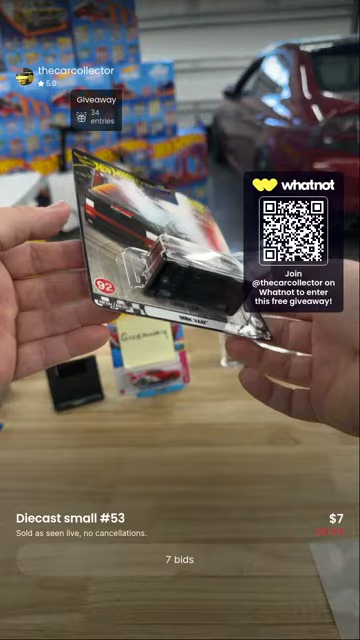 thecarcollector
★ 5.0
Giveaway
34
entries
whatnot
Join
@thecarcollector on
Whatnot to enter
this free giveaway!
92
Giveaway
Diecast small #53
$7
Sold as seen live, no cancellations.
7 bids